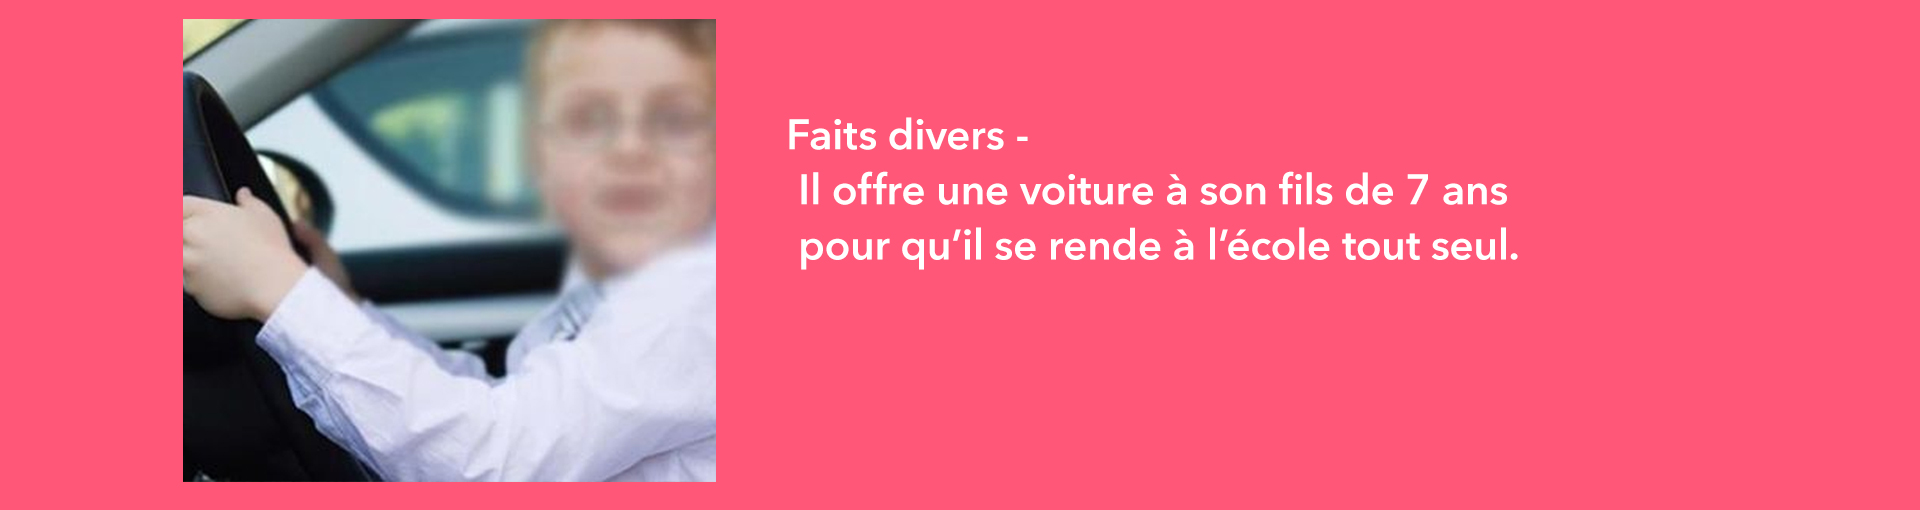 Faits divers -
Il offre une voiture à son fils de 7 ans
pour qu’il se rende à l’école tout seul.